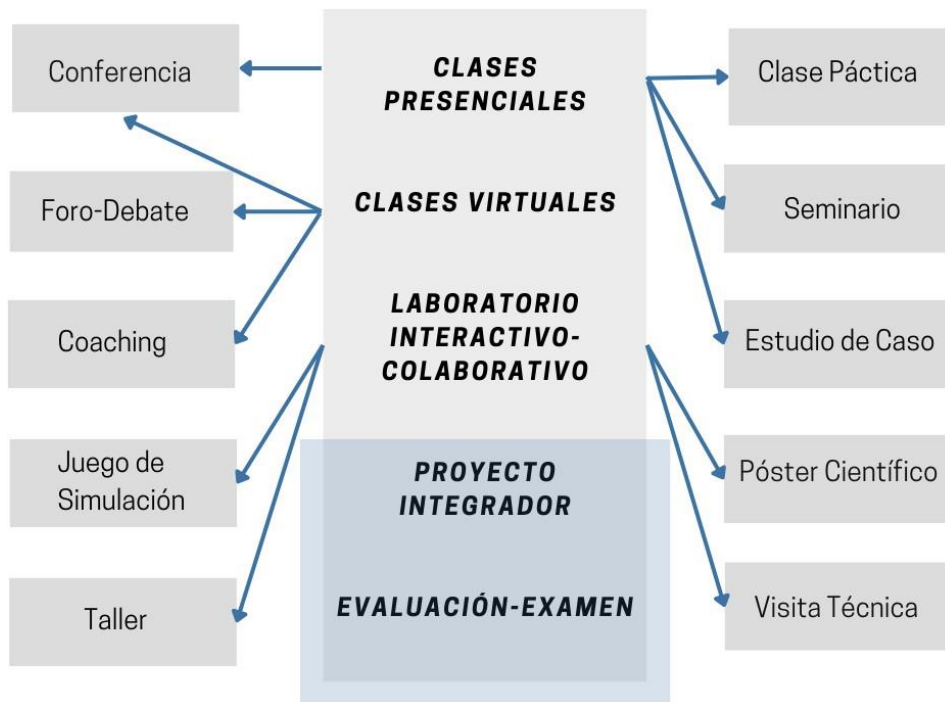 Conferencia
Foro-Debate
Coaching
Juego de
Simulación
Taller
CLASES
PRESENCIALES
CLASES VIRTUALES
LABORATORIO
INTERACTIVO-
COLABORATIVO
PROYECTO
INTEGRADOR
EVALUACIÓN-EXAMEN
Clase Páctica
Seminario
Estudio de Caso
Póster Científico
Visita Técnica